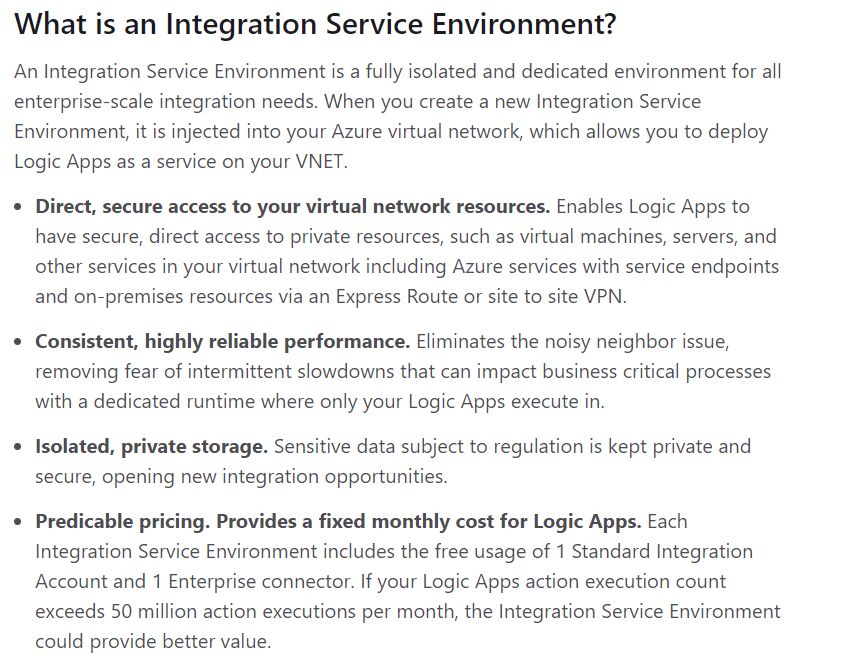 What is an Integration Service Environment?
An Integration Service Environment is a fully isolated and dedicated environment for all
enterprise-scale integration needs. When you create a new Integration Service
Environment, it is injected into your Azure virtual network, which allows you to deploy
Logic Apps as a service on your VNET.
• Direct, secure access to your virtual network resources. Enables Logic Apps to
have secure, direct access to private resources, such as virtual machines, servers, and
other services in your virtual network including Azure services with service endpoints
and on-premises resources via an Express Route or site to site VPN.
• Consistent, highly reliable performance. Eliminates the noisy neighbor issue,
removing fear of intermittent slowdowns that can impact business critical processes
with a dedicated runtime where only your Logic Apps execute in.
• Isolated, private storage. Sensitive data subject to regulation is kept private and
secure, opening new integration opportunities.
• Predicable pricing. Provides a fixed monthly cost for Logic Apps. Each
Integration Service Environment includes the free usage of 1 Standard Integration
Account and 1 Enterprise connector. If your Logic Apps action execution count
exceeds 50 million action executions per month, the Integration Service Environment
could provide better value.